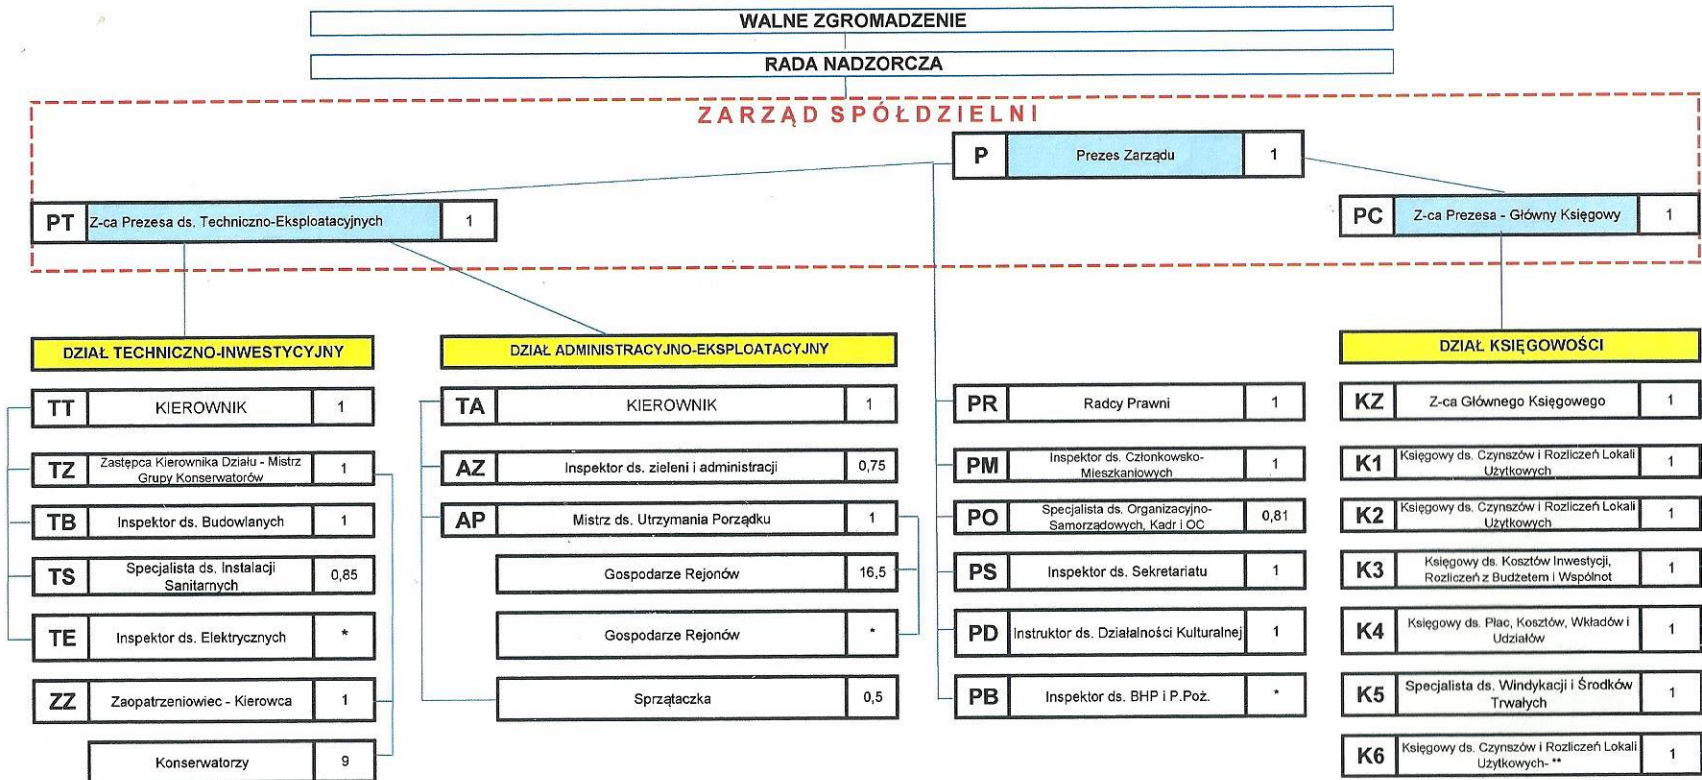 WALNE ZGROMADZENIE
RADA NADZORCZA
ZARZĄD SPÓŁDZIELNI
P Prezes Zarządu 1
PT Z-ca Prezesa ds. Techniczno-Eksploatacyjnych 1
PC Z-ca Prezesa - Główny Księgowy 1
DZIAŁ TECHNICZNO-INWESTYCYJNY
TT KIEROWNIK 1
TZ Zastępca Kierownika Działu - Mistrz
Grupy Konserwatorów 1
TB Inspektor ds. Budowlanych 1
TS Specjalista ds. Instalacji
Sanitarnych 0,85
TE Inspektor ds. Elektrycznych *
ZZ Zaopatrzeniowiec - Kierowca 1
Konserwatorzy 9
DZIAŁ ADMINISTRACYJNO-EKSPLOATACYJNY
TA KIEROWNIK 1
AZ Inspektor ds. zieleni i administracji 0,75
AP Mistrz ds. Utrzymania Porządku 1
Gospodarze Rejonów 16,5
Gospodarze Rejonów *
Sprzątaczka 0,5
PR Radcy Prawni 1
PM Inspektor ds. Członkowsko-
Mieszkaniowych 1
PO Specjalista ds. Organizacyjno-
Samorządowych, Kadr i OC 0,81
PS Inspektor ds. Sekretariatu 1
PD Instruktor ds. Działalności Kulturalnej 1
PB Inspektor ds. BHP i P.Poż. *
DZIAŁ KSIĘGOWOŚCI
KZ Z-ca Głównego Księgowego 1
K1 Księgowy ds. Czynszów i Rozliczeń Lokali
Użytkowych 1
K2 Księgowy ds. Czynszów i Rozliczeń Lokali
Użytkowych 1
K3 Księgowy ds. Kosztów Inwestycji,
Rozliczeń z Budżetem i Wspólnot 1
K4 Księgowy ds. Płac, Kosztów, Wkładów i
Udziałów 1
K5 Specjalista ds. Windykacji i Środków
Trwałych 1
K6 Księgowy ds. Czynszów i Rozliczeń Lokali
Użytkowych- ** 1